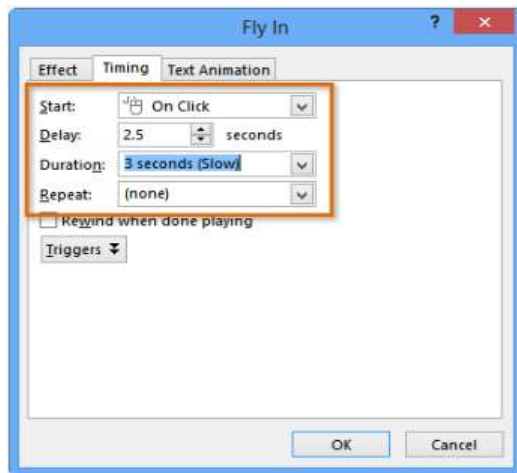 Fly In ?
Effect Timing Text Animation
Start: On Click
Delay: 2.5 seconds
Duration: 3 seconds (Slow)
Repeat: (none)
Rewind when done playing
Triggers
OK Cancel